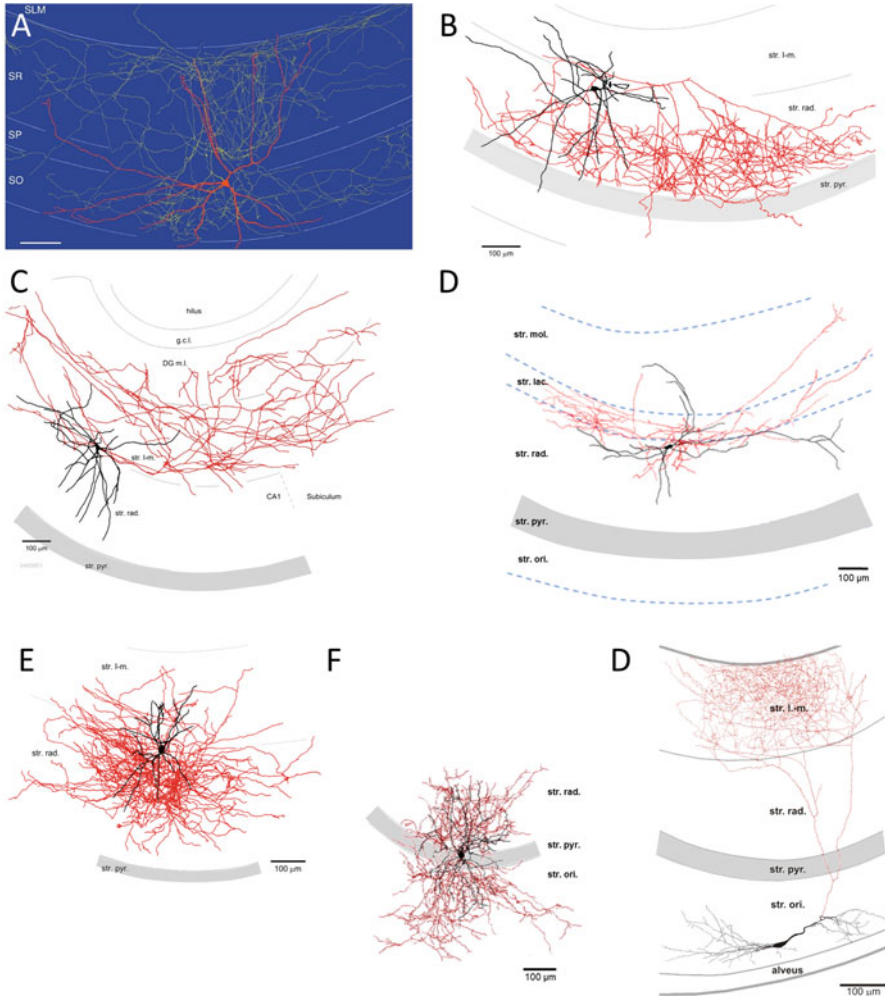 A
SLM
SR
SP
SO
B
str. l-m.
str. rad.
str. pyr.
100 µm
C
hilus
g.c.l.
DG m.l.
str. l-m.
CA1
Subiculum
str. rad.
100 µm
str. pyr.
D
str. mol.
str. lac.
str. rad.
str. pyr.
str. ori.
100 µm
E
str. l-m.
str. rad.
str. pyr.
100 µm
F
str. rad.
str. pyr.
str. ori.
100 µm
D
str. l.-m.
str. rad.
str. pyr.
str. ori.
alveus
100 µm